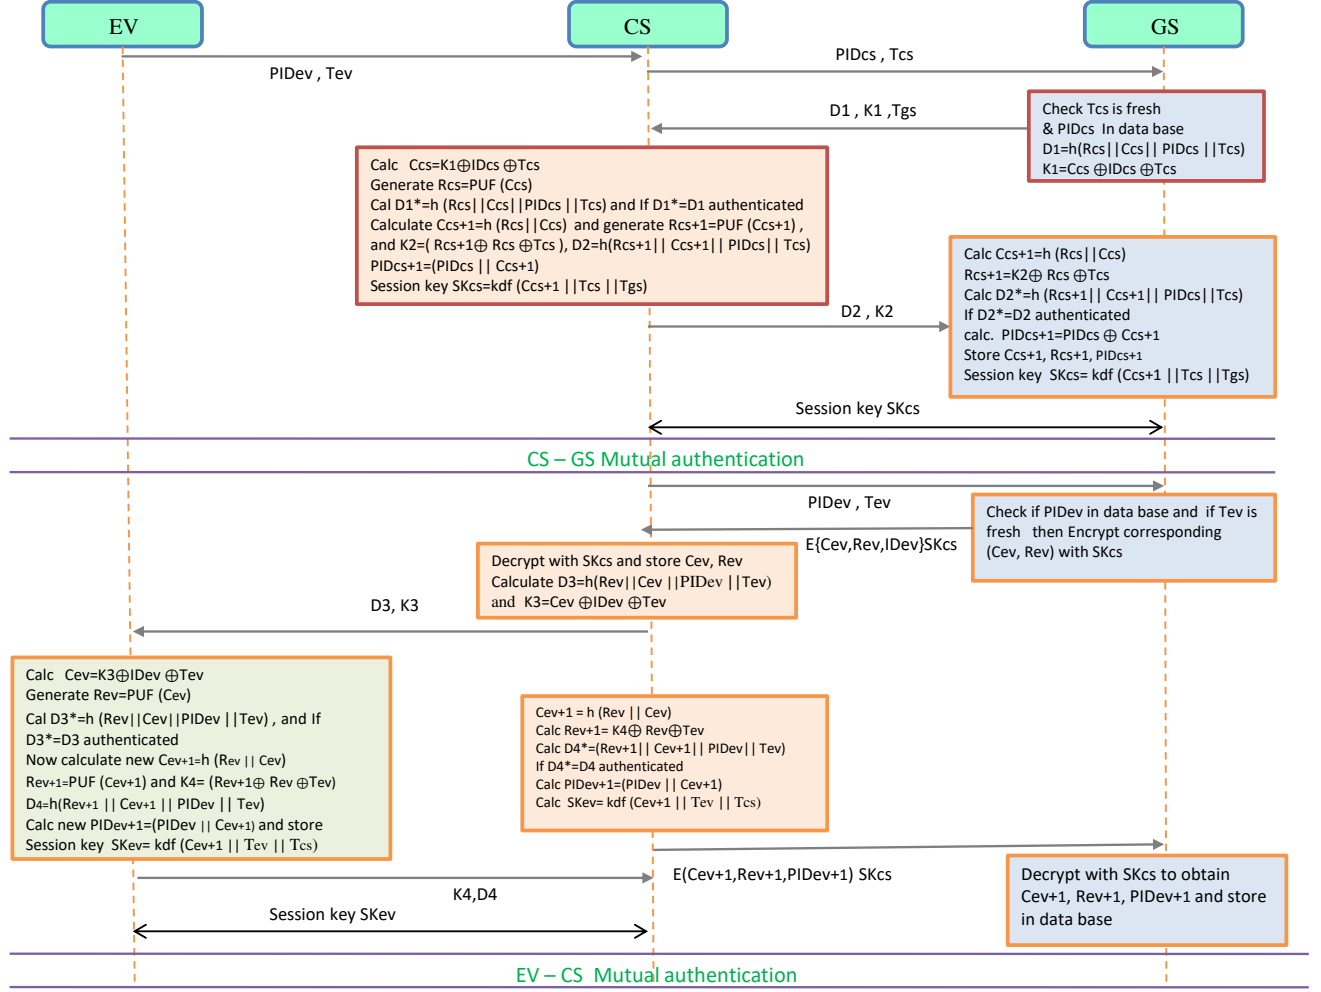 EV
CS
GS
PIDev , Tev
PIDcs , Tcs
D1 , K1 ,Tgs
Check Tcs is fresh
& PIDcs In data base
D1=h(Rcs||Ccs|| PIDcs ||Tcs)
K1=Ccs ⊕IDcs ⊕Tcs
Calc Ccs=K1⊕IDcs ⊕Tcs
Generate Rcs=PUF (Ccs)
Cal D1*=h (Rcs||Ccs||PIDcs ||Tcs) and If D1*=D1 authenticated
Calculate Ccs+1=h (Rcs||Ccs) and generate Rcs+1=PUF (Ccs+1) ,
and K2=( Rcs+1⊕ Rcs ⊕Tcs ), D2=h(Rcs+1|| Ccs+1|| PIDcs|| Tcs)
PIDcs+1=(PIDcs || Ccs+1)
Session key SKcs=kdf (Ccs+1 ||Tcs ||Tgs)
Calc Ccs+1=h (Rcs||Ccs)
Rcs+1=K2⊕ Rcs ⊕Tcs
Calc D2*=h (Rcs+1|| Ccs+1|| PIDcs||Tcs)
If D2*=D2 authenticated
calc. PIDcs+1=PIDcs ⊕ Ccs+1
Store Ccs+1, Rcs+1, PIDcs+1
Session key SKcs= kdf (Ccs+1 ||Tcs ||Tgs)
D2 , K2
Session key SKcs
CS – GS Mutual authentication
PIDev , Tev
Check if PIDev in data base and if Tev is
fresh then Encrypt corresponding
(Cev, Rev) with SKcs
E{Cev,Rev,IDev}SKcs
Decrypt with SKcs and store Cev, Rev
Calculate D3=h(Rev||Cev ||PIDev ||Tev)
and K3=Cev ⊕IDev ⊕Tev
D3, K3
Calc Cev=K3⊕IDev ⊕Tev
Generate Rev=PUF (Cev)
Cal D3*=h (Rev||Cev||PIDev ||Tev) , and If
D3*=D3 authenticated
Now calculate new Cev+1=h (Rev || Cev)
Rev+1=PUF (Cev+1) and K4= (Rev+1⊕ Rev ⊕Tev)
D4=h(Rev+1 || Cev+1 || PIDev || Tev)
Calc new PIDev+1=(PIDev || Cev+1) and store
Session key SKev= kdf (Cev+1 || Tev || Tcs)
Cev+1 = h (Rev || Cev)
Calc Rev+1= K4⊕ Rev⊕Tev
Calc D4*=(Rev+1|| Cev+1|| PIDev|| Tev)
If D4*=D4 authenticated
Calc PIDev+1=(PIDev || Cev+1)
Calc SKev= kdf (Cev+1 || Tev || Tcs)
E(Cev+1,Rev+1,PIDev+1) SKcs
Decrypt with SKcs to obtain
Cev+1, Rev+1, PIDev+1 and store
in data base
K4,D4
Session key SKev
EV – CS Mutual authentication